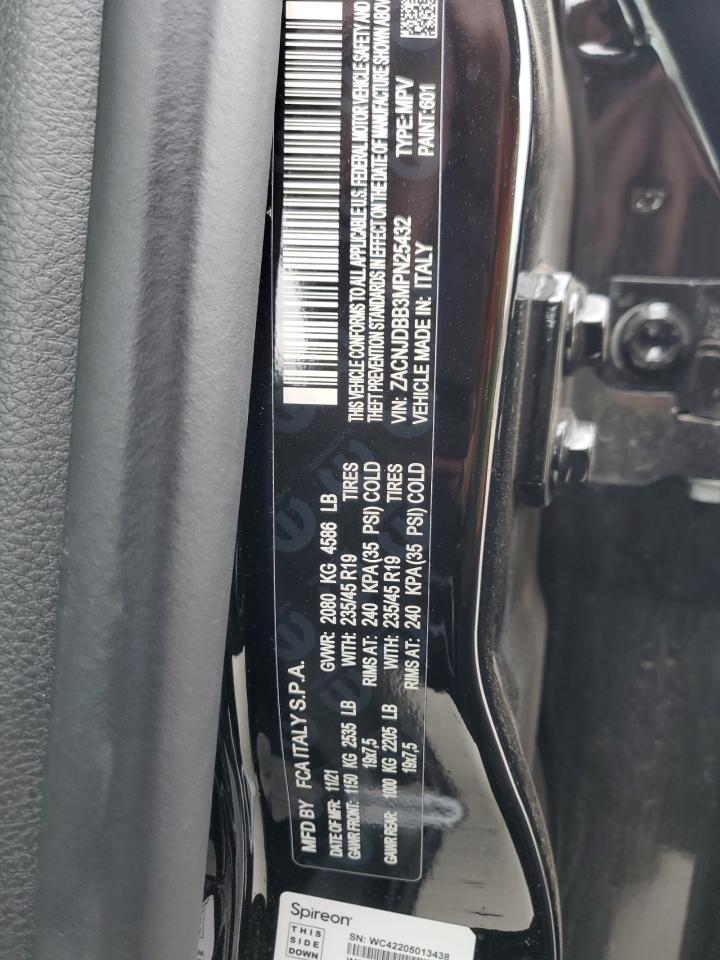 MFD BY FCA ITALY S.P.A.
DATE OF MFR: 11/21 GVWR: 2080 KG 4586 LB
GAWR FRONT: 1150 KG 2535 LB WITH: 235/45 R19 TIRES
19x7,5 RIMS AT: 240 KPA(35 PSI) COLD
GAWR REAR: 1000 KG 2205 LB WITH: 235/45 R19 TIRES
19x7,5 RIMS AT: 240 KPA(35 PSI) COLD
THIS VEHICLE CONFORMS TO ALL APPLICABLE U.S. FEDERAL MOTOR VEHICLE SAFETY AND
THEFT PREVENTION STANDARDS IN EFFECT ON THE DATE OF MANUFACTURE SHOWN ABOVE
VIN: ZACNJDBB3MPN25432 TYPE:MPV
VEHICLE MADE IN: ITALY PAINT:601
Spireon
THIS
SIDE
DOWN
SN: WC42205013438